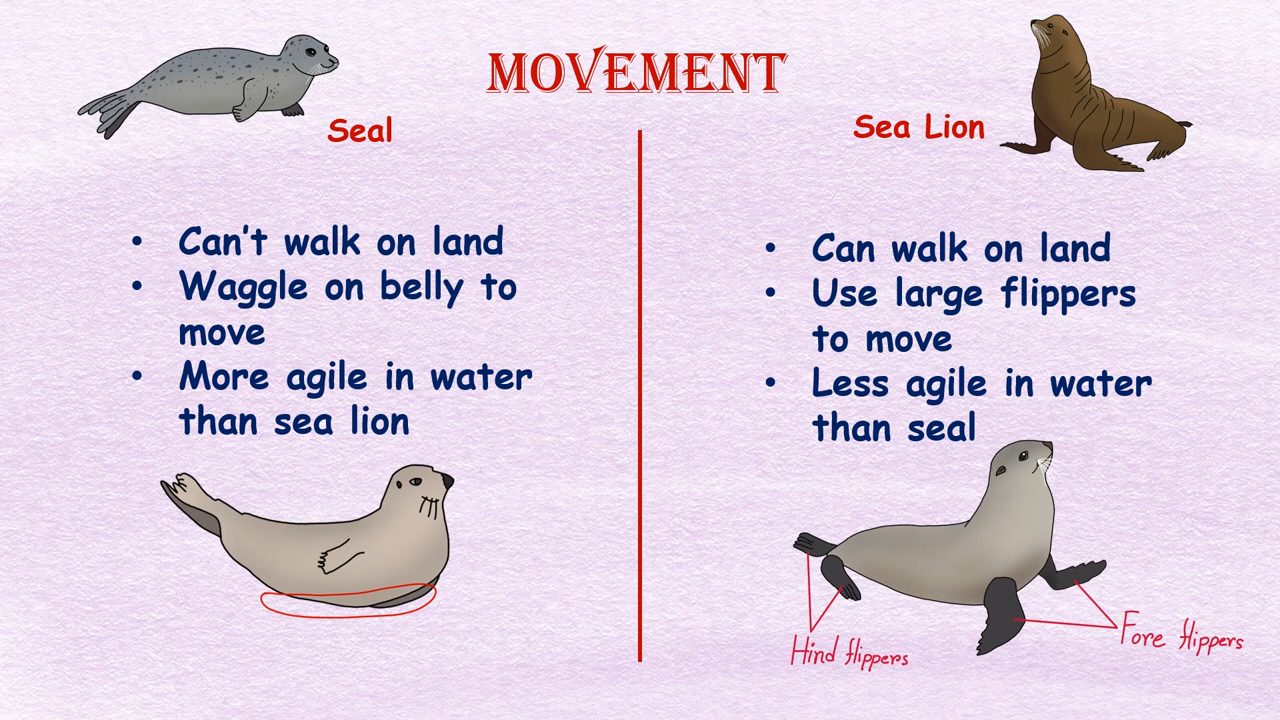 MOVEMENT
Seal
• Can't walk on land
• Waggle on belly to
move
• More agile in water
than sea lion
Sea Lion
• Can walk on land
• Use large flippers
to move
• Less agile in water
than seal
Hind flippers
Fore flippers